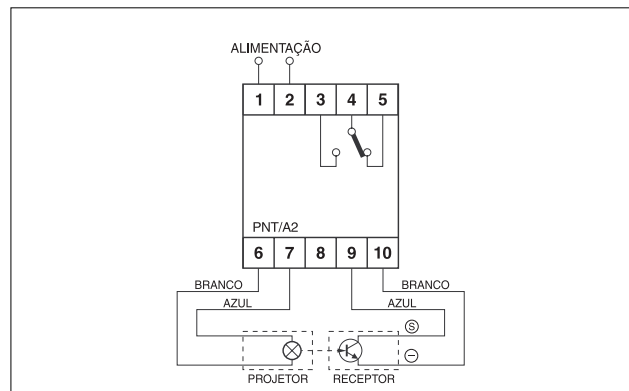 ALIMENTAÇÃO
1 2 3 4 5
PNT/A2
6 7 8 9 10
BRANCO BRANCO
AZUL AZUL
S
PROJETOR RECEPTOR